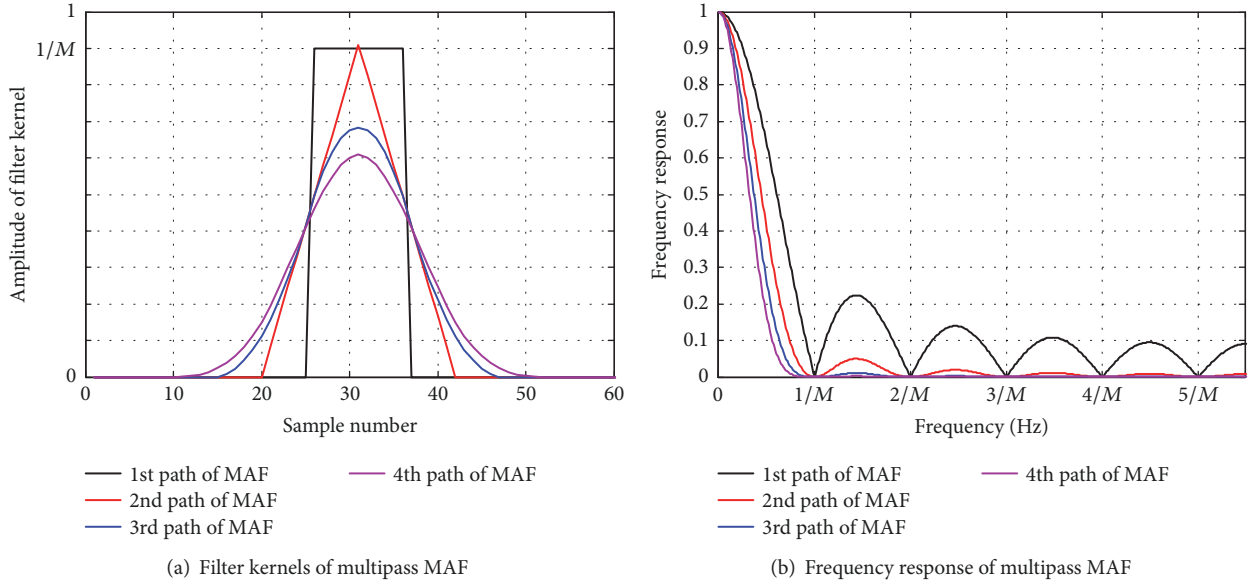 1/M
0
0
10
20
30
40
50
60
Amplitude of filter kernel
Sample number
1st path of MAF
2nd path of MAF
3rd path of MAF
4th path of MAF
(a) Filter kernels of multipass MAF
1
0.9
0.8
0.7
0.6
0.5
0.4
0.3
0.2
0.1
0
0
1/M
2/M
3/M
4/M
5/M
Frequency response
Frequency (Hz)
1st path of MAF
2nd path of MAF
3rd path of MAF
4th path of MAF
(b) Frequency response of multipass MAF